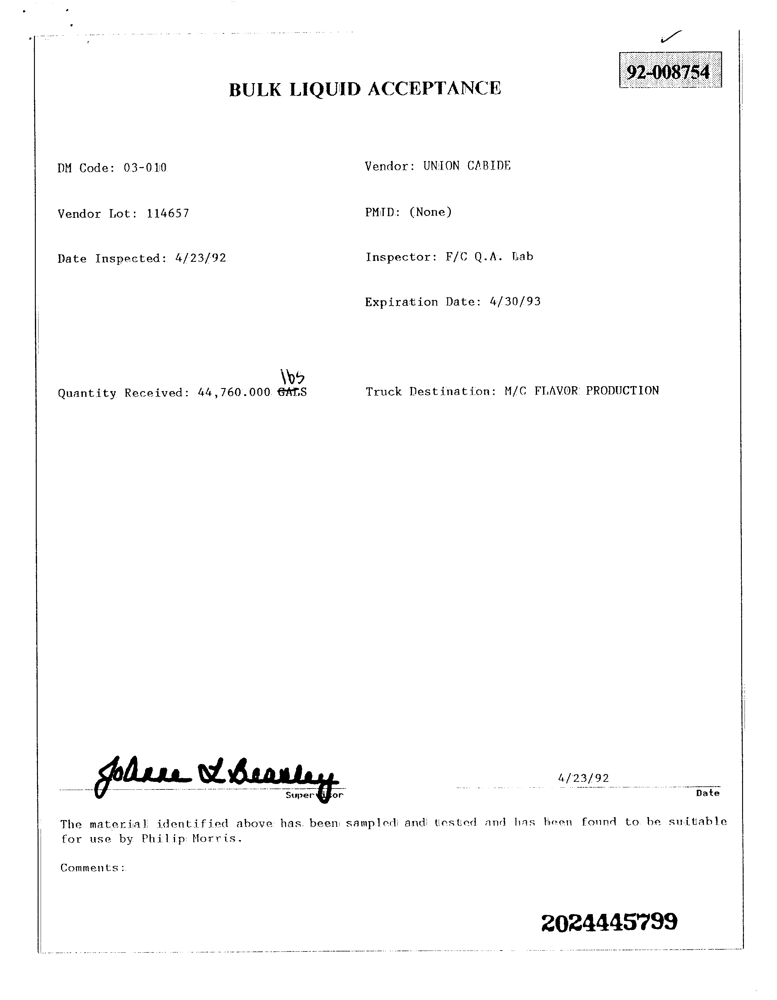 92-008754
BULK LIQUID ACCEPTANCE
DM Code: 03-010 Vendor: UNION CABIDE
Vendor Lot: 114657 PMID: (None)
Date Inspected: 4/23/92 Inspector: F/C Q.A. Lab
Expiration Date: 4/30/93
lbs
Quantity Received: 44,760.000 GALS Truck Destination: M/C FLAVOR PRODUCTION
4/23/92
Supervisor Date
The material identified above has been sampled and tested and has been found to be suitable
for use by Philip Morris.
Comments:
2024445799